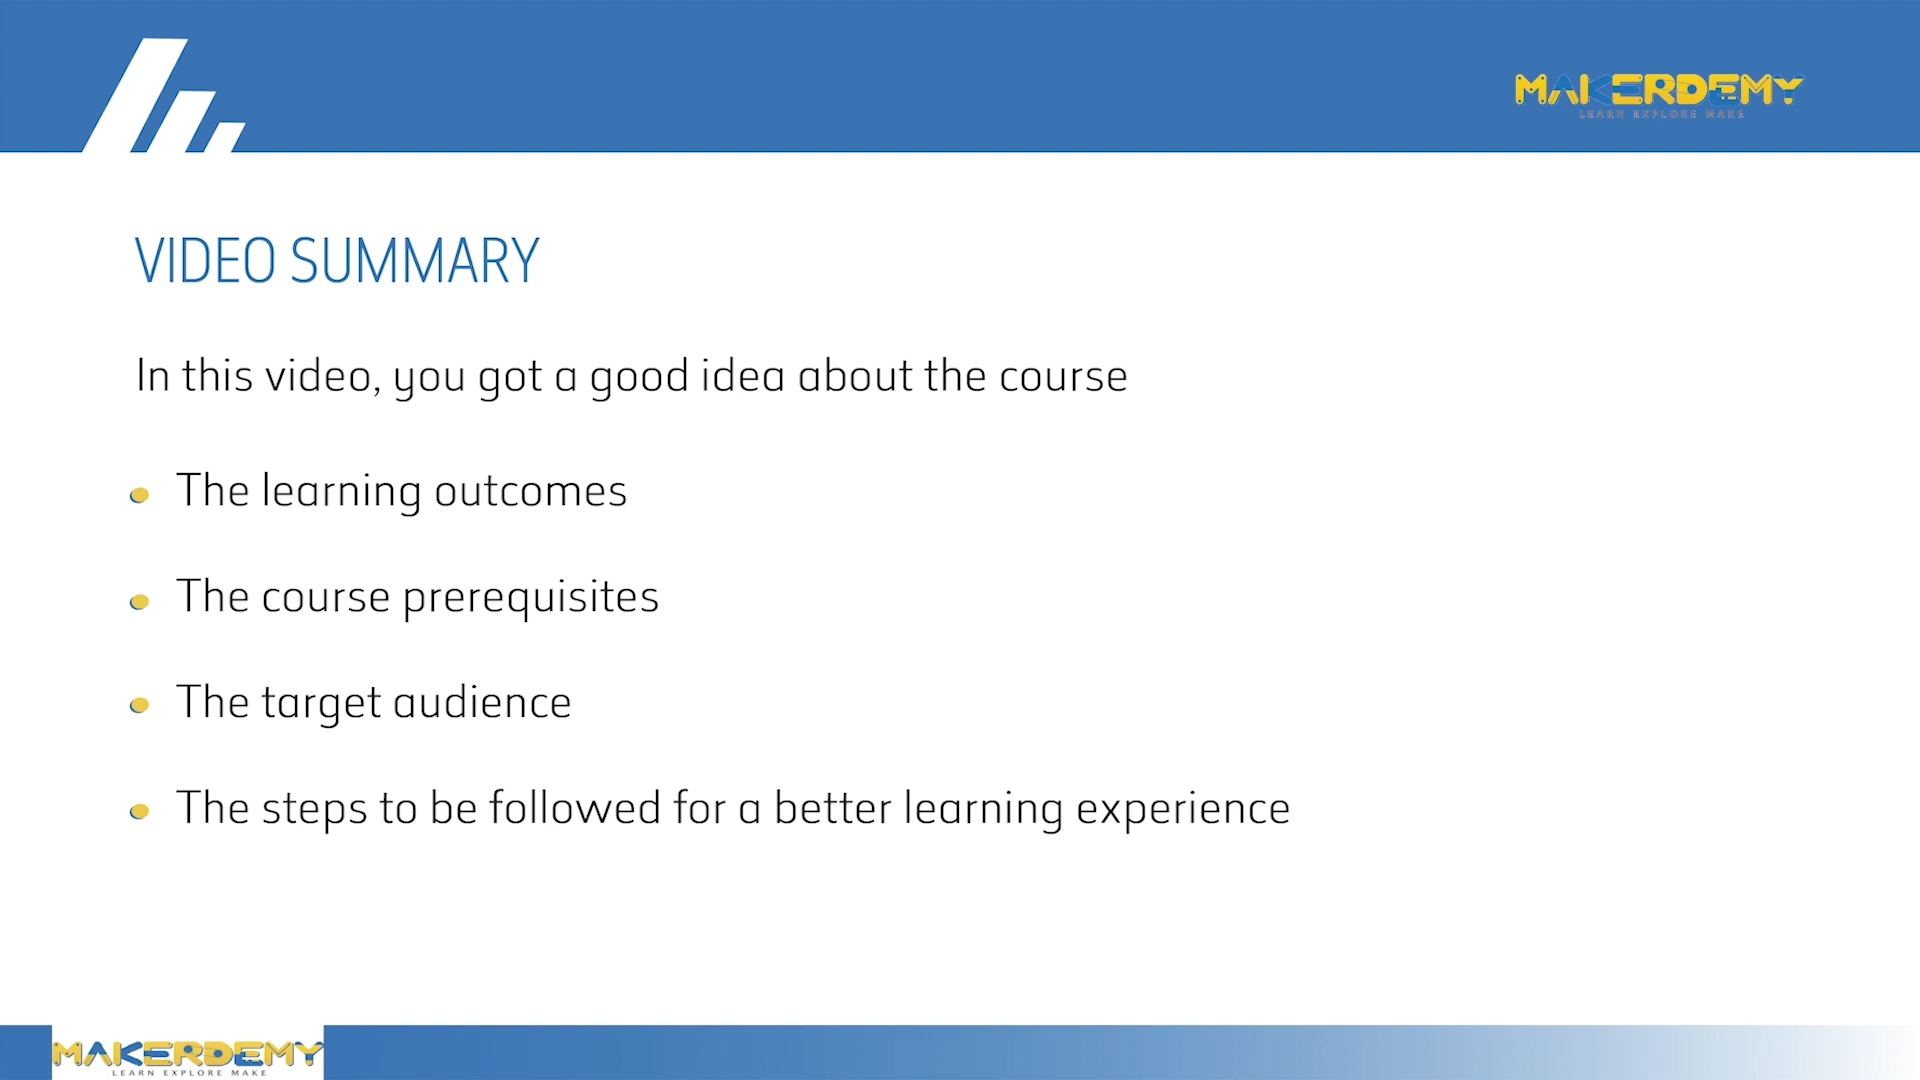 MAKERDEMY
LEARN EXPLORE MAKE
VIDEO SUMMARY
In this video, you got a good idea about the course
The learning outcomes
The course prerequisites
The target audience
The steps to be followed for a better learning experience
MAKERDEMY
LEARN EXPLORE MAKE